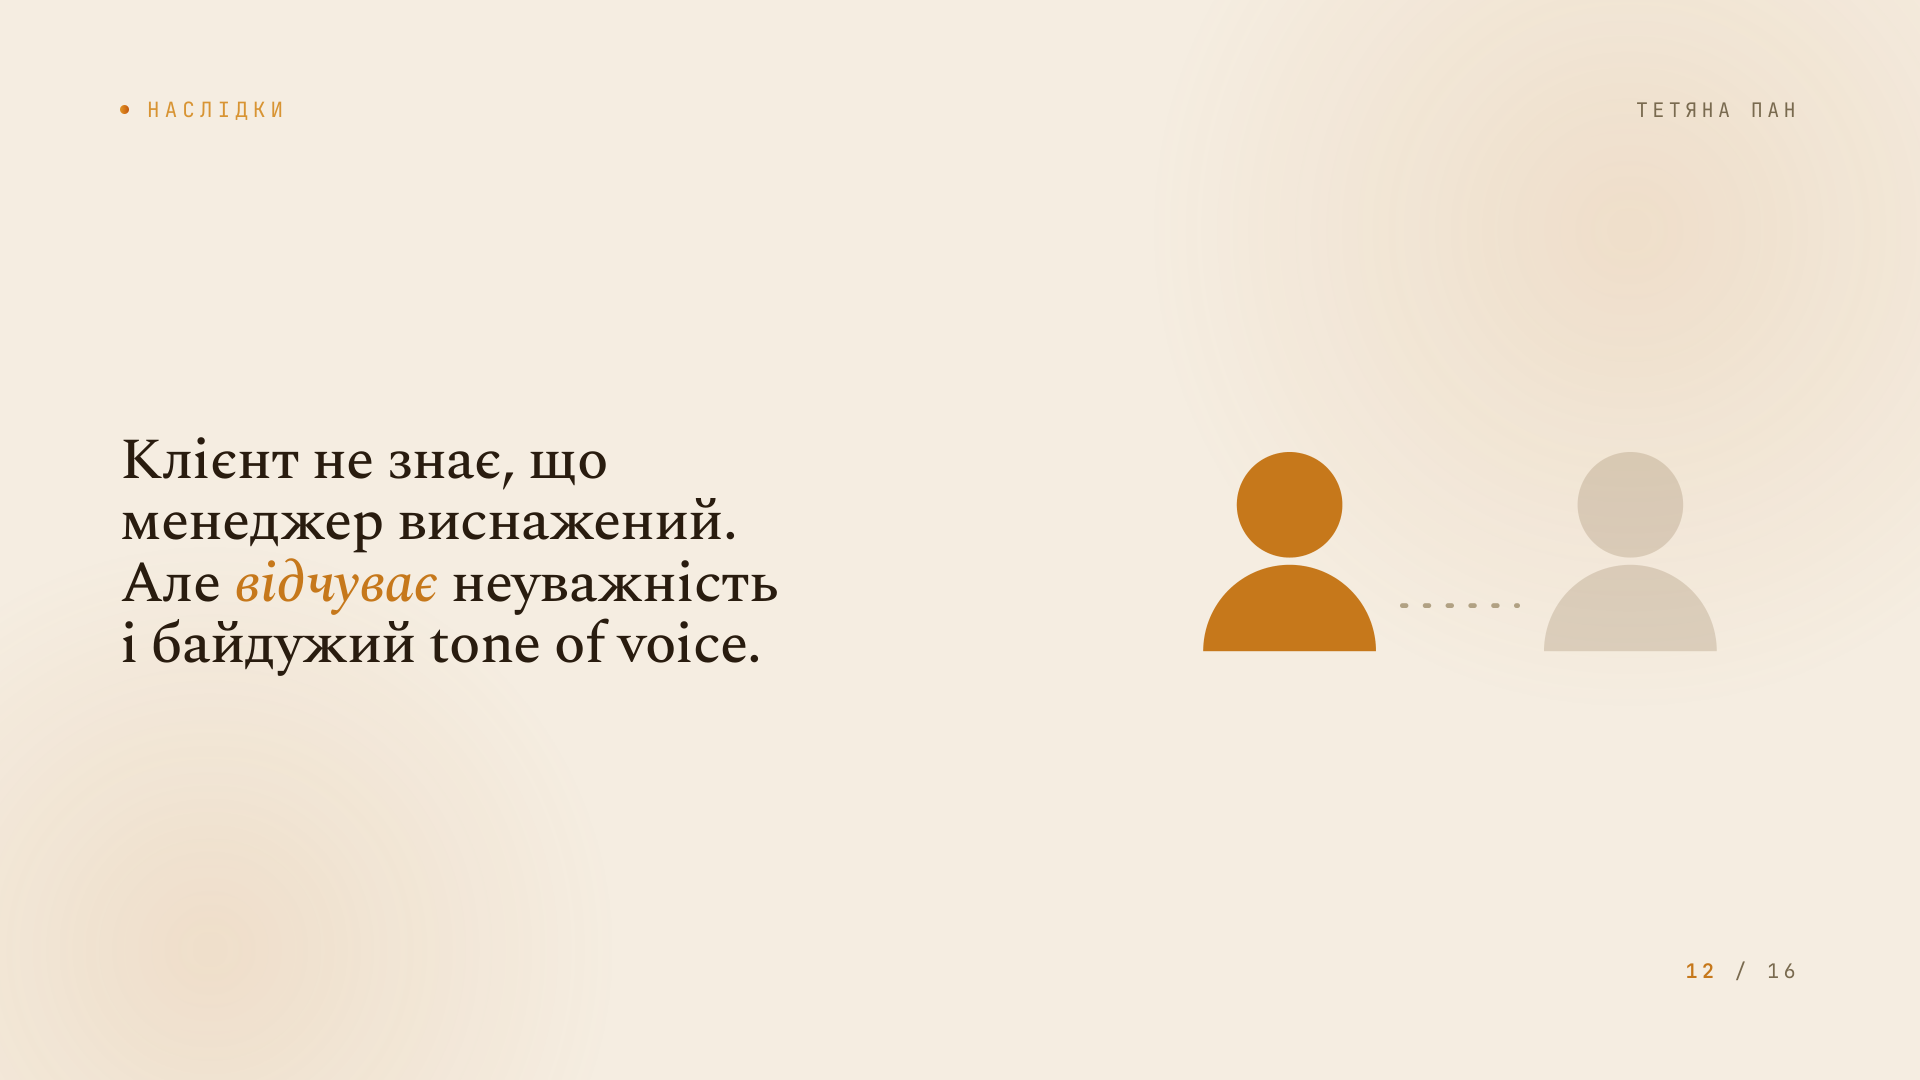 НАСЛІДКИ
ТЕТЯНА ПАН
Клієнт не знає, що
менеджер виснажений.
Але відчуває неуважність
і байдужий tone of voice.
12 / 16